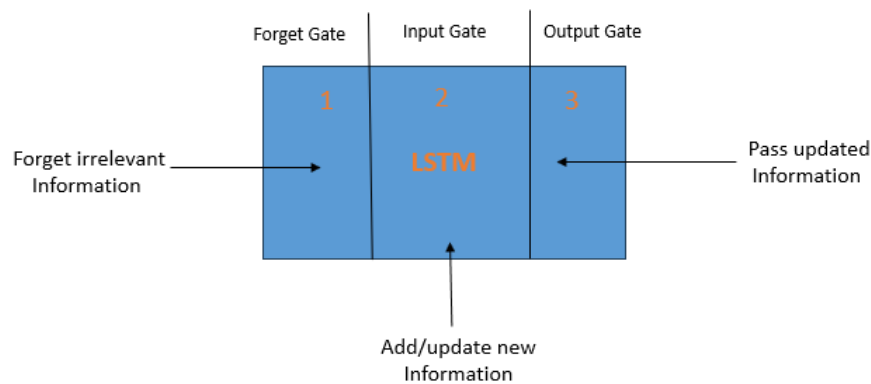 Forget Gate
Input Gate
Output Gate
1
2
3
LSTM
Forget irrelevant
Information
Pass updated
Information
Add/update new
Information